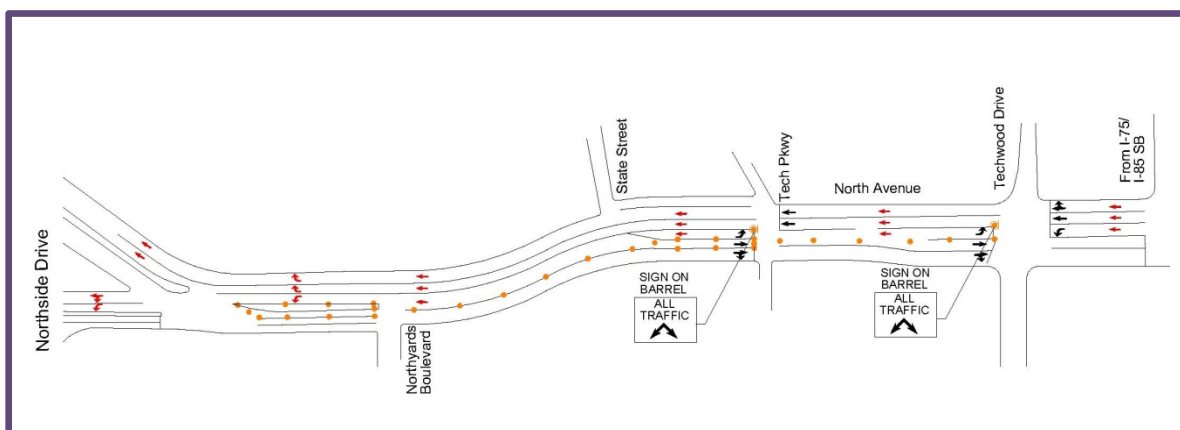 Northside Drive
Northyards
Boulevard
State Street
SIGN ON
BARREL
ALL
TRAFFIC
Tech Pkwy
North Avenue
SIGN ON
BARREL
ALL
TRAFFIC
Techwood Drive
From I-75/
I-85 SB